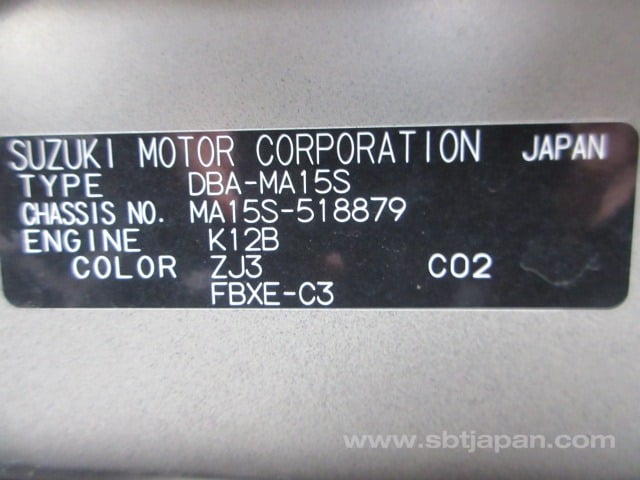 SUZUKI MOTOR CORPORATION JAPAN
TYPE DBA-MA15S
CHASSIS NO. MA15S-518879
ENGINE K12B
COLOR ZJ3 C02
FBXE-C3
www.sbtjapan.com